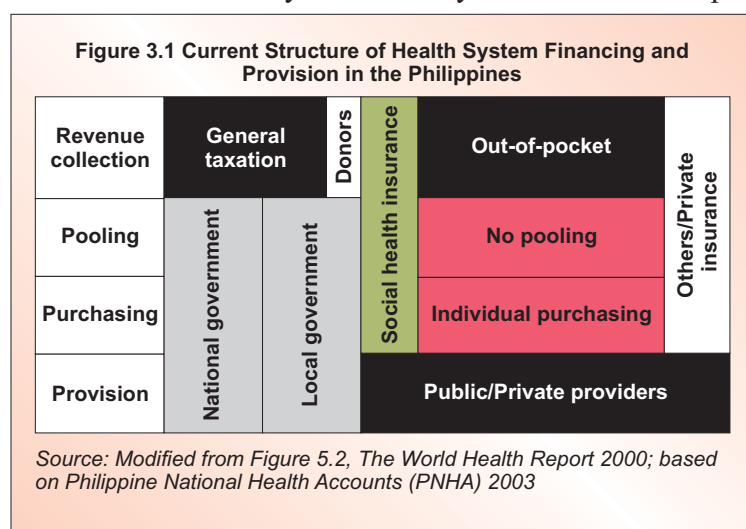 Figure 3.1 Current Structure of Health System Financing and
Provision in the Philippines
Revenue
collection
General
taxation
Donors
Social health insurance
Out-of-pocket
Others/Private
insurance
Pooling
National government
Local government
No pooling
Purchasing
Individual purchasing
Provision
Public/Private providers
Source: Modified from Figure 5.2, The World Health Report 2000; based
on Philippine National Health Accounts (PNHA) 2003